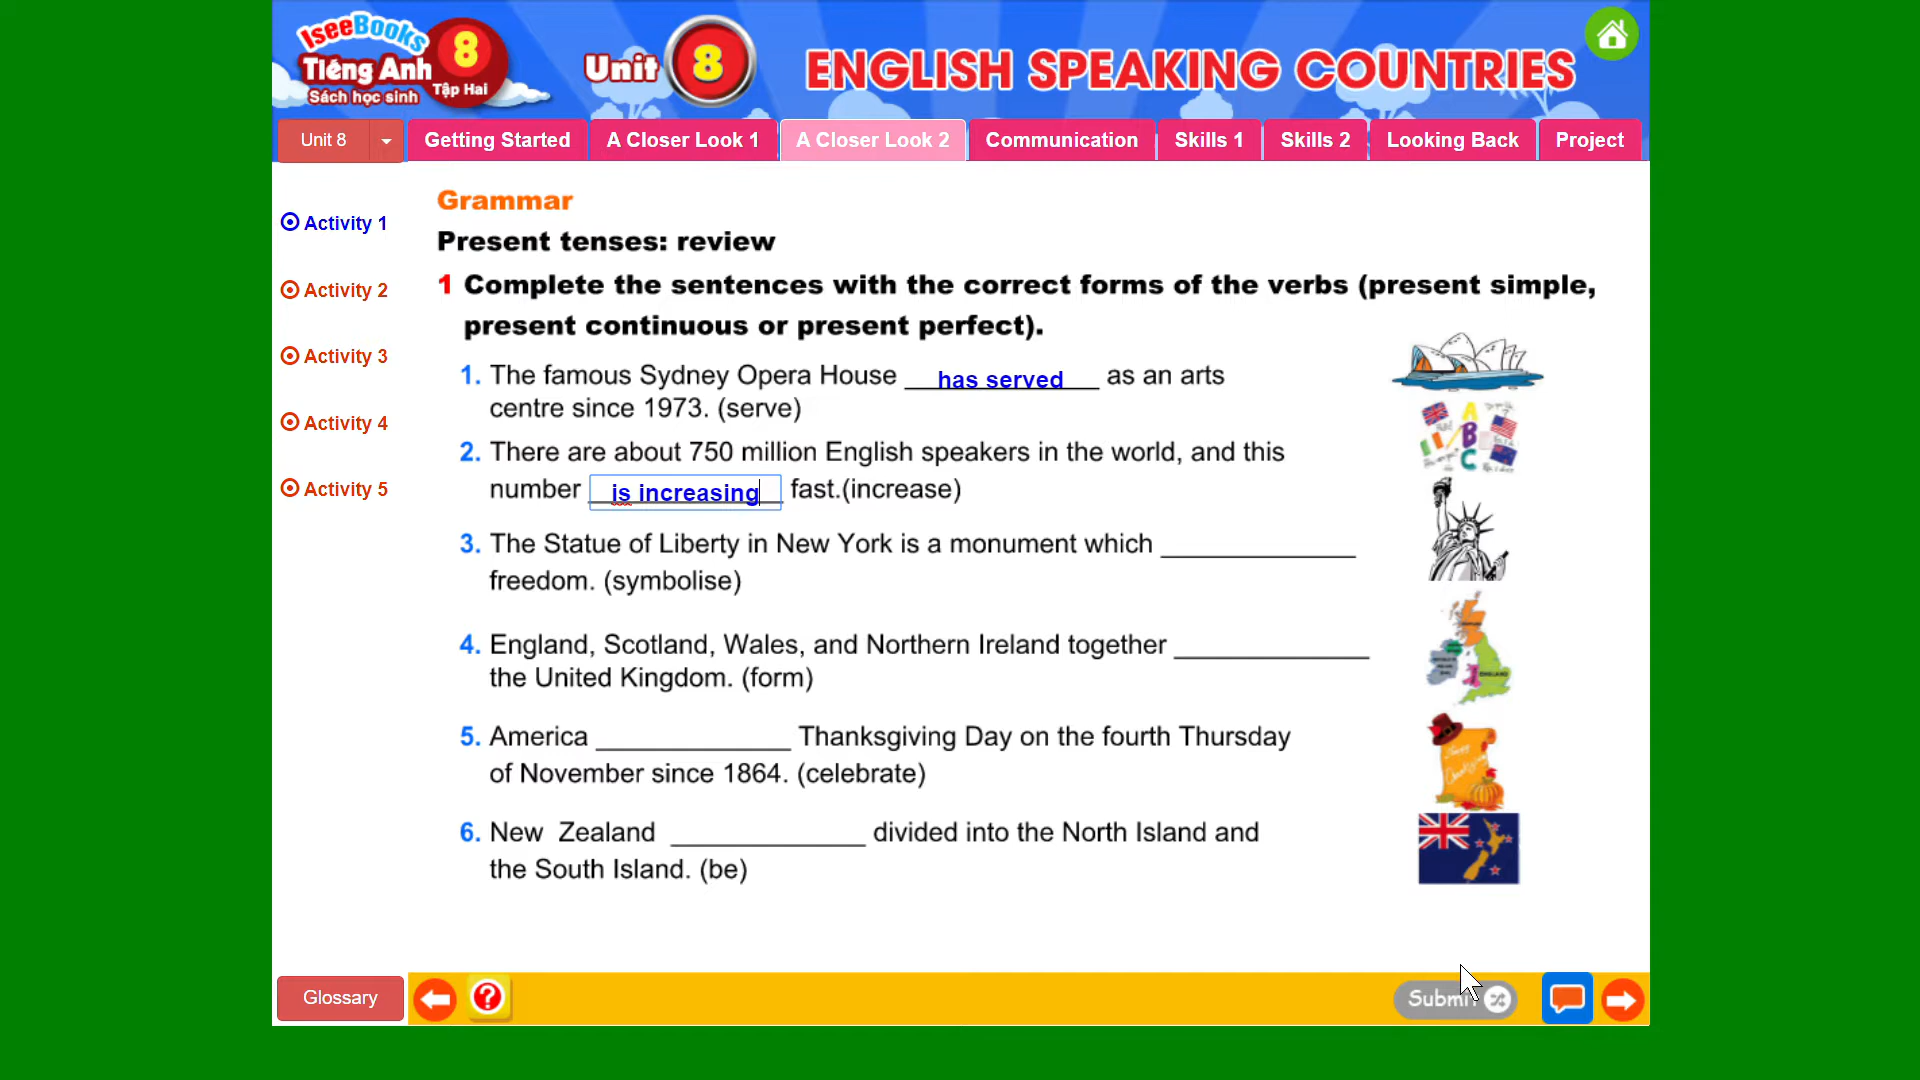 IseeBooks
Tiếng Anh 8
Sách học sinh Tập Hai
Unit 8
ENGLISH SPEAKING COUNTRIES
Unit 8
Getting Started
A Closer Look 1
A Closer Look 2
Communication
Skills 1
Skills 2
Looking Back
Project
Activity 1
Activity 2
Activity 3
Activity 4
Activity 5
Grammar
Present tenses: review
1 Complete the sentences with the correct forms of the verbs (present simple,
present continuous or present perfect).
1. The famous Sydney Opera House has served as an arts
centre since 1973. (serve)
2. There are about 750 million English speakers in the world, and this
number is increasing fast.(increase)
3. The Statue of Liberty in New York is a monument which ______________
freedom. (symbolise)
4. England, Scotland, Wales, and Northern Ireland together ______________
the United Kingdom. (form)
5. America ______________ Thanksgiving Day on the fourth Thursday
of November since 1864. (celebrate)
6. New Zealand ______________ divided into the North Island and
the South Island. (be)
A
B
C
ENGLAND
Glossary
?
Submit